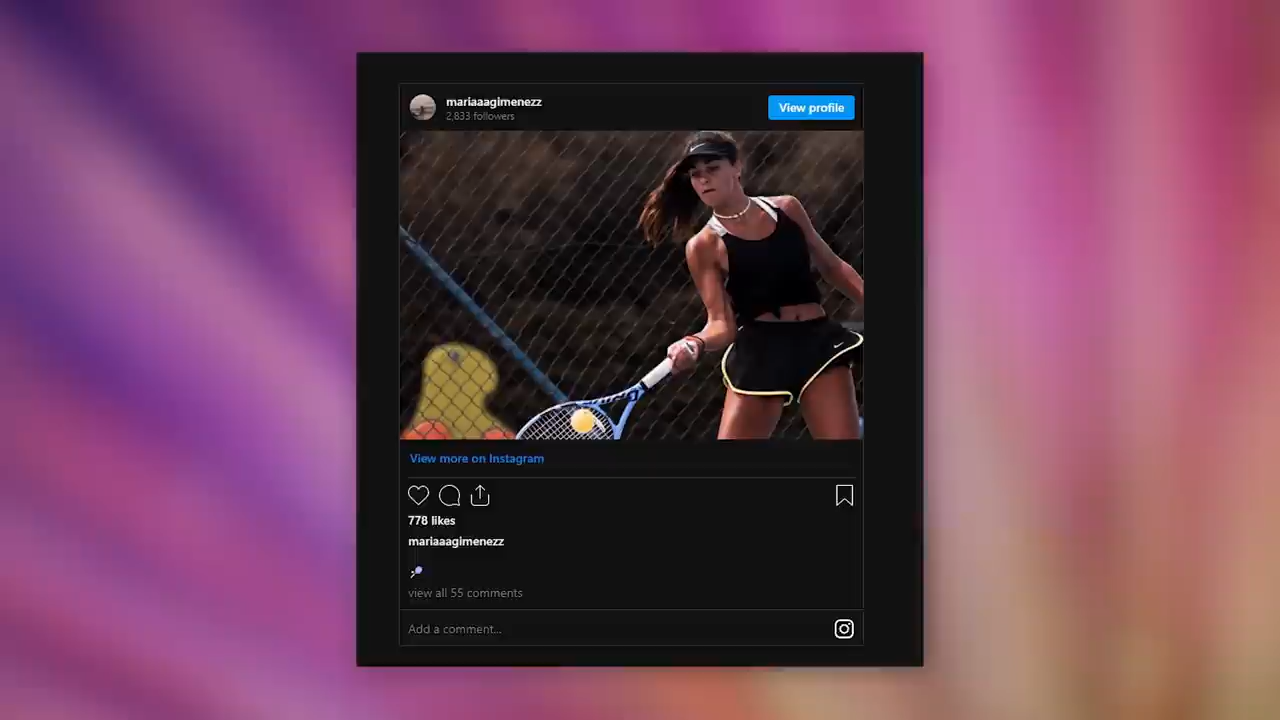 mariaaagimenezz
2,833 followers
View profile
View more on Instagram
778 likes
mariaaagimenezz
view all 55 comments
Add a comment...